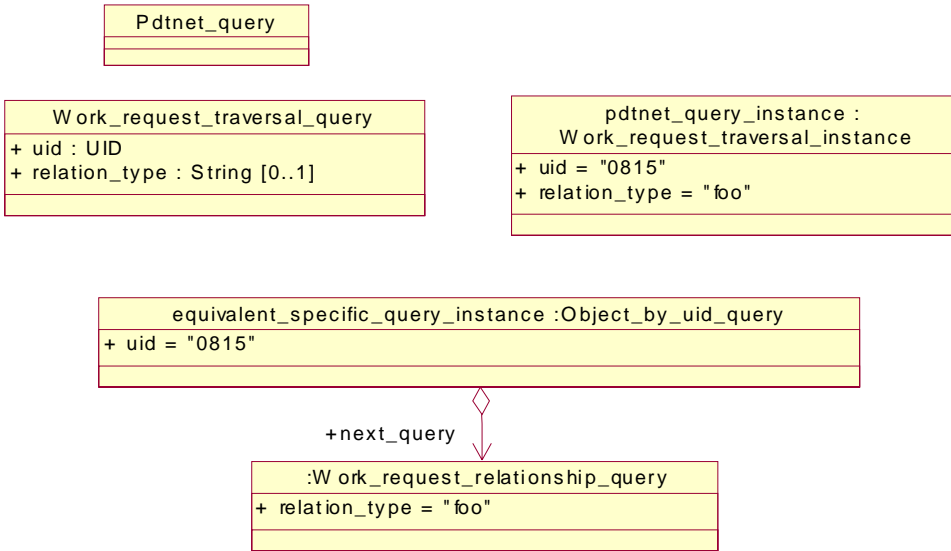 Pdtnet_query
Work_request_traversal_query
+ uid : UID
+ relation_type : String [0..1]
pdtnet_query_instance :
Work_request_traversal_instance
+ uid = "0815"
+ relation_type = "foo"
equivalent_specific_query_instance :Object_by_uid_query
+ uid = "0815"
+next_query
:Work_request_relationship_query
+ relation_type = "foo"